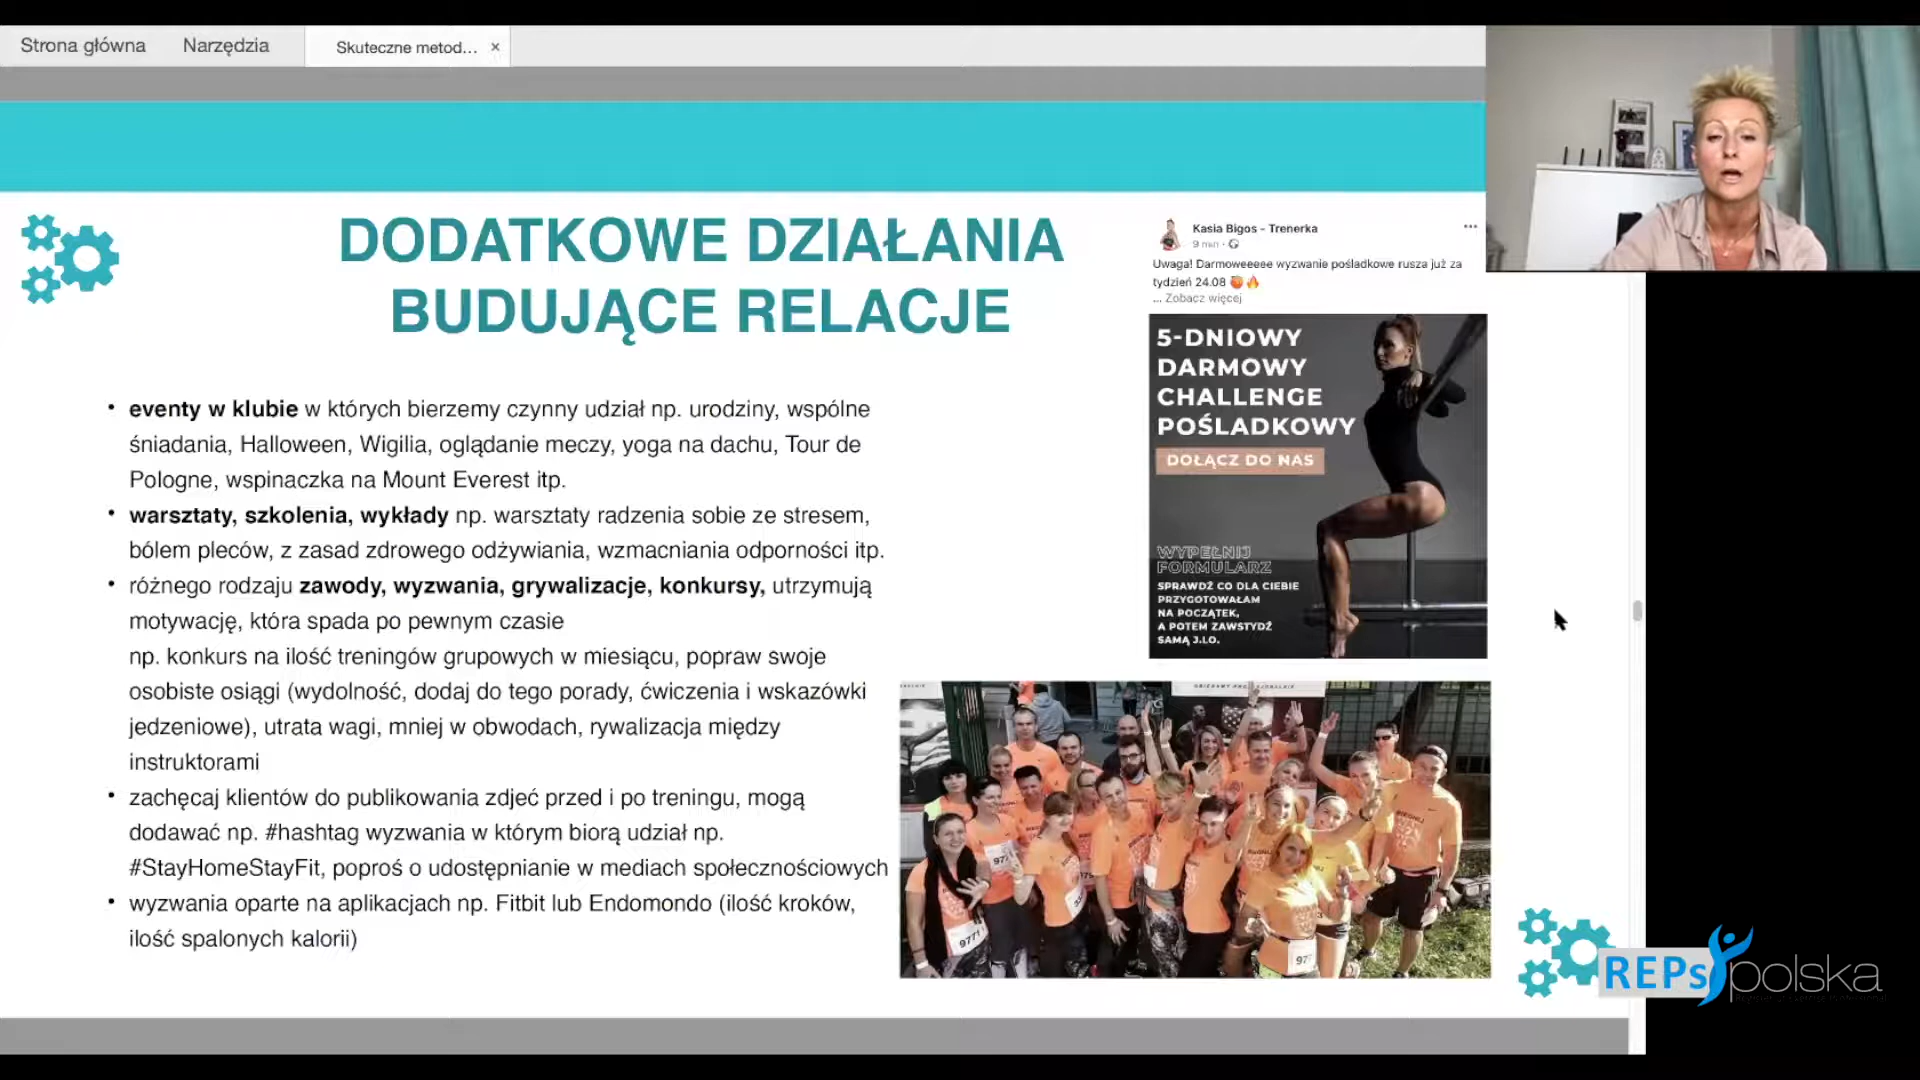 Strona główna
Narzędzia
Skuteczne metod... ×
DODATKOWE DZIAŁANIA
BUDUJĄCE RELACJE
• eventy w klubie w których bierzemy czynny udział np. urodziny, wspólne
śniadania, Halloween, Wigilia, oglądanie meczy, yoga na dachu, Tour de
Pologne, wspinaczka na Mount Everest itp.
• warsztaty, szkolenia, wykłady np. warsztaty radzenia sobie ze stresem,
bólem pleców, z zasad zdrowego odżywiania, wzmacniania odporności itp.
• różnego rodzaju zawody, wyzwania, grywalizacje, konkursy, utrzymują
motywację, która spada po pewnym czasie
np. konkurs na ilość treningów grupowych w miesiącu, popraw swoje
osobiste osiągi (wydolność, dodaj do tego porady, ćwiczenia i wskazówki
jedzeniowe), utrata wagi, mniej w obwodach, rywalizacja między
instruktorami
• zachęcaj klientów do publikowania zdjęć przed i po treningu, mogą
dodawać np. #hashtag wyzwania w którym biorą udział np.
#StayHomeStayFit, poproś o udostępnianie w mediach społecznościowych
• wyzwania oparte na aplikacjach np. Fitbit lub Endomondo (ilość kroków,
ilość spalonych kalorii)
Kasia Bigos - Trenerka
9 min
Uwaga! Darmoweeeee wyzwanie pośladkowe rusza już za
tydzień 24.08
... Zobacz więcej
5-DNIOWY
DARMOWY
CHALLENGE
POŚLADKOWY
DOŁĄCZ DO NAS
WYPEŁNIJ
FORMULARZ
SPRAWDŹ CO DLA CIEBIE
PRZYGOTOWAŁAM
NA POCZĄTEK,
A POTEM ZAWSTYDŹ
SAMĄ J.LO.
9771
REPs polska